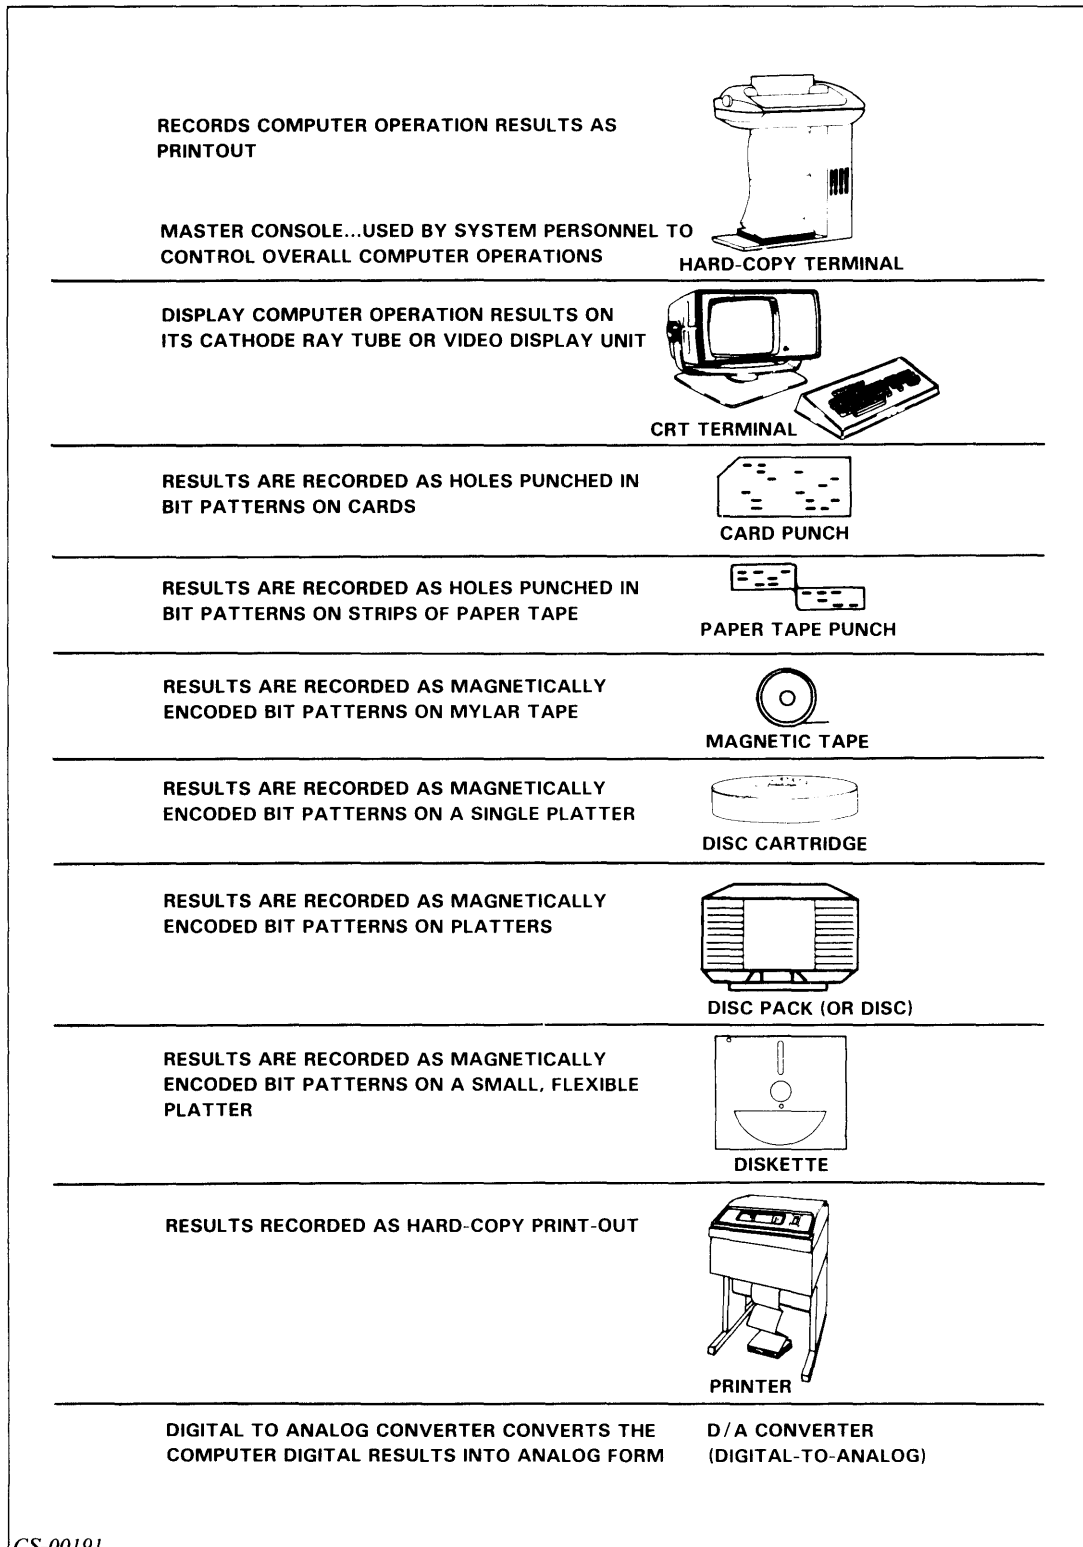 RECORDS COMPUTER OPERATION RESULTS AS
PRINTOUT
MASTER CONSOLE...USED BY SYSTEM PERSONNEL TO
CONTROL OVERALL COMPUTER OPERATIONS
HARD-COPY TERMINAL
DISPLAY COMPUTER OPERATION RESULTS ON
ITS CATHODE RAY TUBE OR VIDEO DISPLAY UNIT
CRT TERMINAL
RESULTS ARE RECORDED AS HOLES PUNCHED IN
BIT PATTERNS ON CARDS
CARD PUNCH
RESULTS ARE RECORDED AS HOLES PUNCHED IN
BIT PATTERNS ON STRIPS OF PAPER TAPE
PAPER TAPE PUNCH
RESULTS ARE RECORDED AS MAGNETICALLY
ENCODED BIT PATTERNS ON MYLAR TAPE
MAGNETIC TAPE
RESULTS ARE RECORDED AS MAGNETICALLY
ENCODED BIT PATTERNS ON A SINGLE PLATTER
DISC CARTRIDGE
RESULTS ARE RECORDED AS MAGNETICALLY
ENCODED BIT PATTERNS ON PLATTERS
DISC PACK (OR DISC)
RESULTS ARE RECORDED AS MAGNETICALLY
ENCODED BIT PATTERNS ON A SMALL, FLEXIBLE
PLATTER
DISKETTE
RESULTS RECORDED AS HARD-COPY PRINT-OUT
PRINTER
DIGITAL TO ANALOG CONVERTER CONVERTS THE
COMPUTER DIGITAL RESULTS INTO ANALOG FORM
D/A CONVERTER
(DIGITAL-TO-ANALOG)
CS-00191